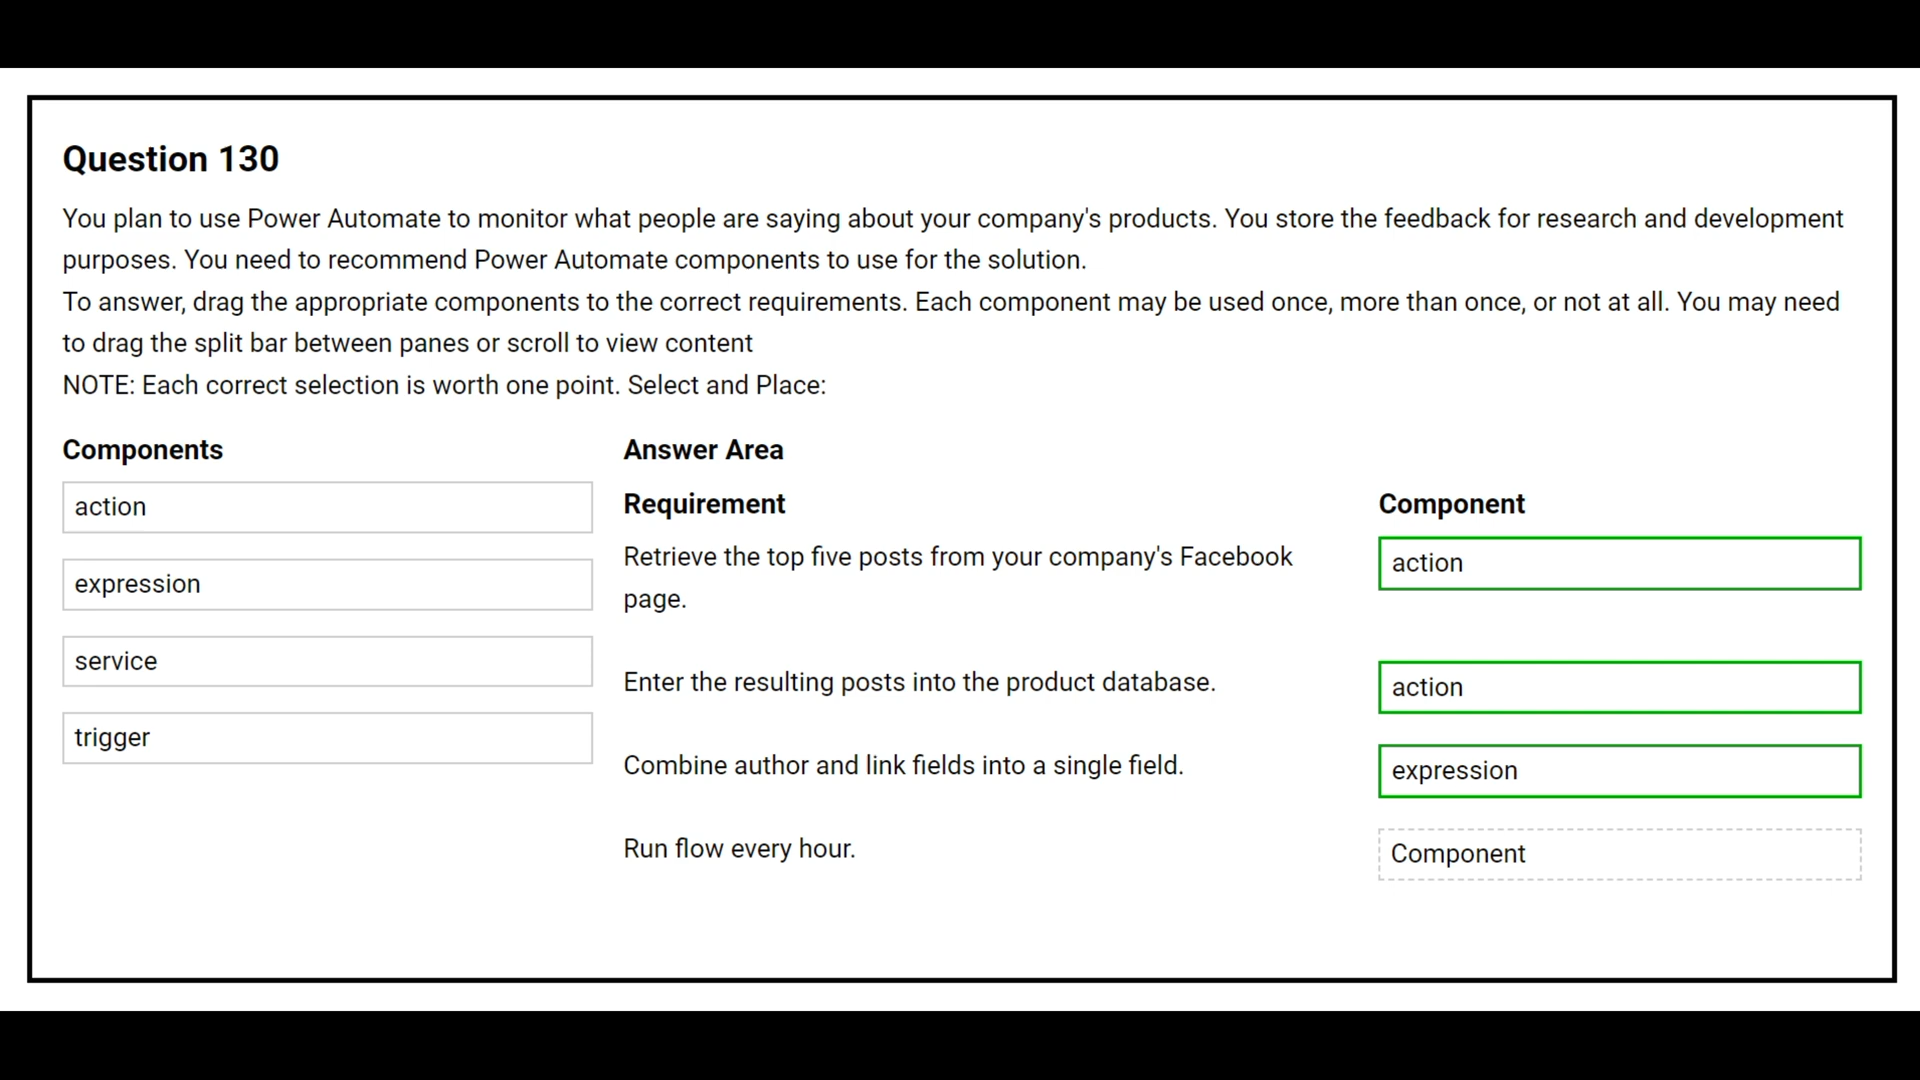 Question 130
You plan to use Power Automate to monitor what people are saying about your company's products. You store the feedback for research and development
purposes. You need to recommend Power Automate components to use for the solution.
To answer, drag the appropriate components to the correct requirements. Each component may be used once, more than once, or not at all. You may need
to drag the split bar between panes or scroll to view content
NOTE: Each correct selection is worth one point. Select and Place:
Components
action
expression
service
trigger
Answer Area
Requirement
Component
Retrieve the top five posts from your company's Facebook
page.
action
Enter the resulting posts into the product database.
action
Combine author and link fields into a single field.
expression
Run flow every hour.
Component